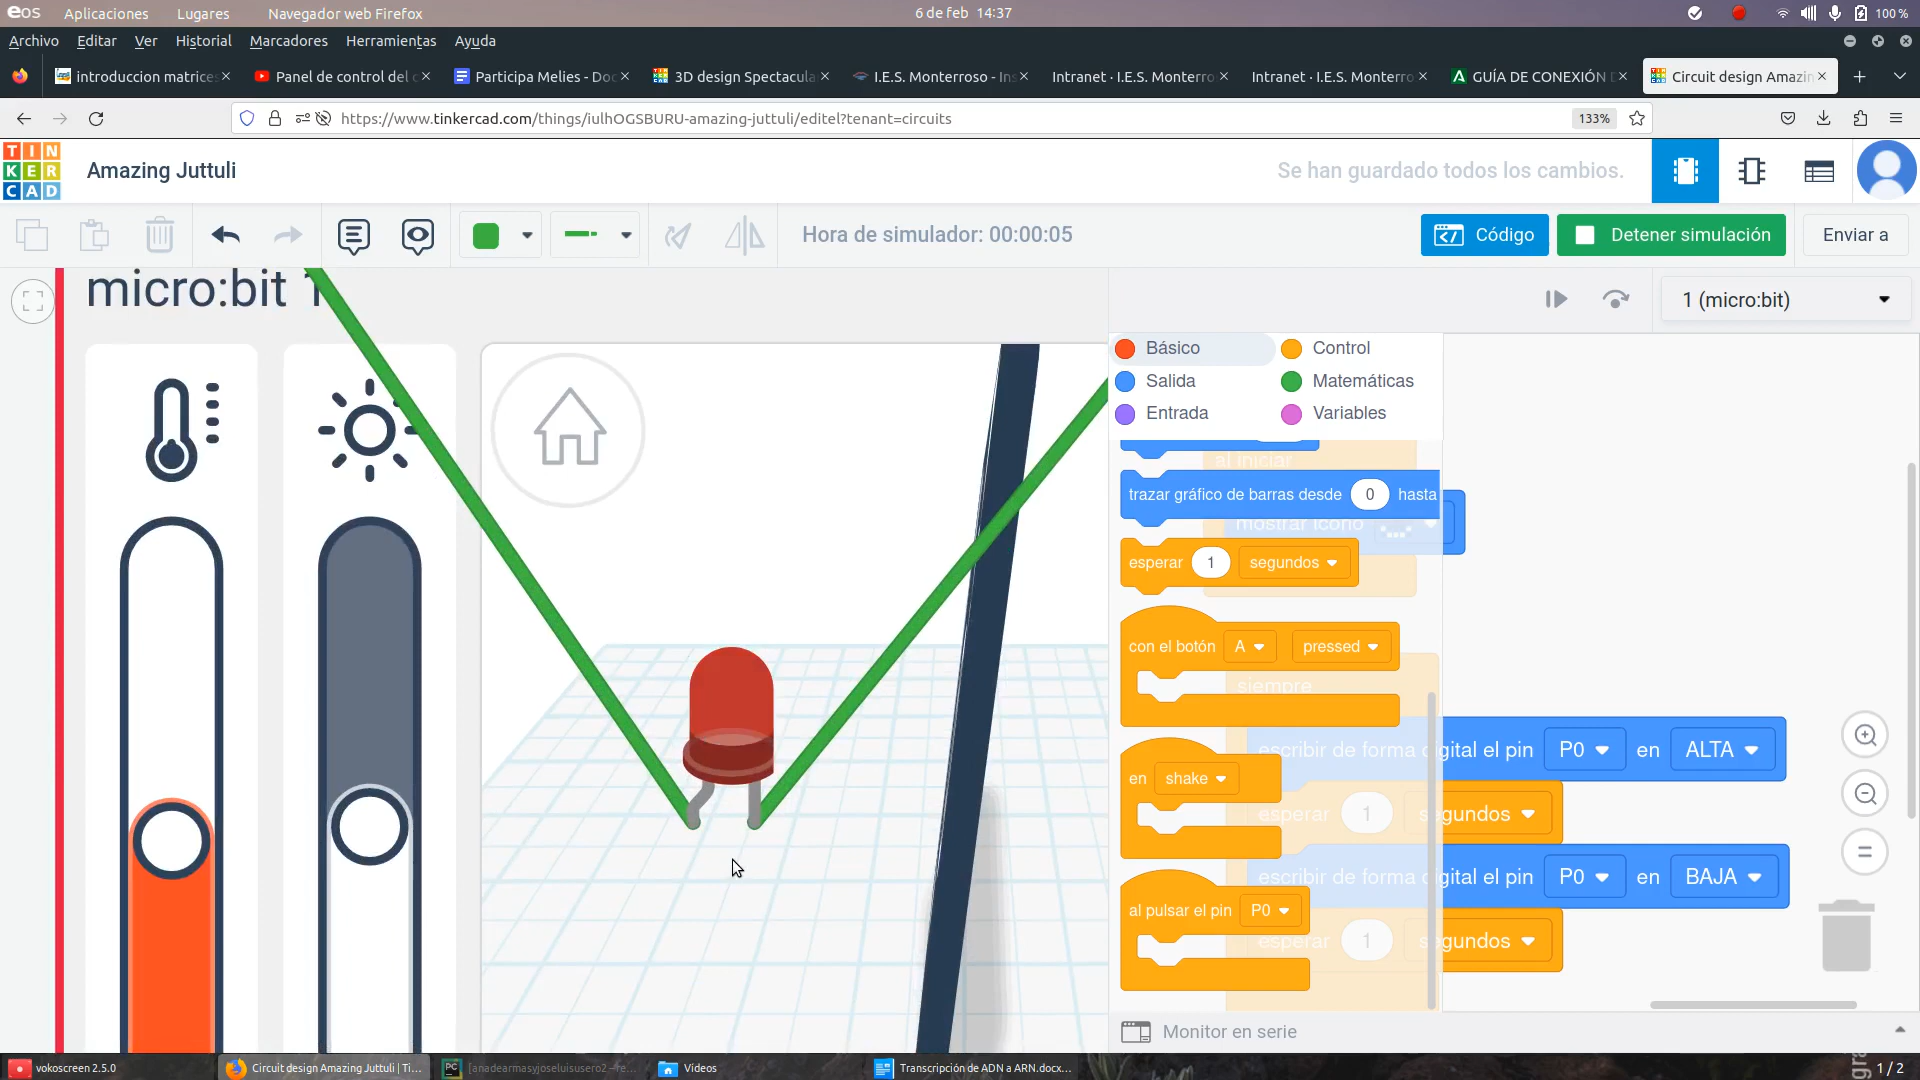 eos Aplicaciones Lugares Navegador web Firefox 6 de feb 14:37 100 %
Archivo Editar Ver Historial Marcadores Herramientas Ayuda
introduccion matrices Panel de control del c Participa Melies - Doc 3D design Spectacula I.E.S. Monterroso - Ins Intranet · I.E.S. Monterro Intranet · I.E.S. Monterro GUÍA DE CONEXIÓN Circuit design Amazin
https://www.tinkercad.com/things/iulhOGSBURU-amazing-juttuli/editel?tenant=circuits 133%
TIN
KER
CAD
Amazing Juttuli Se han guardado todos los cambios.
Hora de simulador: 00:00:05 Código Detener simulación Enviar a
micro:bit 1
1 (micro:bit)
Básico Control
Salida Matemáticas
Entrada Variables
al iniciar
trazar gráfico de barras desde 0 hasta
mostrar icono
esperar 1 segundos
con el botón A pressed
siempre
escribir de forma digital el pin P0 en ALTA
en shake
esperar 1 segundos
escribir de forma digital el pin P0 en BAJA
al pulsar el pin P0
esperar 1 segundos
Monitor en serie
vokoscreen 2.5.0 Circuit design Amazing Juttuli | Ti... [anadearmasyjoseluisusero2 – re... Vídeos Transcripción de ADN a ARN.docx... 1 / 2